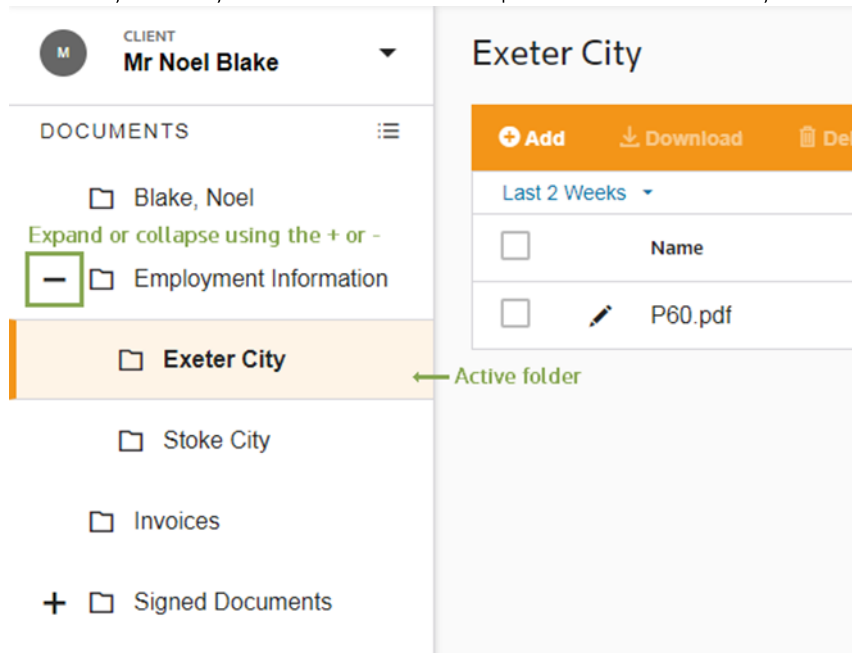 M
CLIENT
Mr Noel Blake
DOCUMENTS
Blake, Noel
Expand or collapse using the + or -
Employment Information
Exeter City
Stoke City
Invoices
Signed Documents
Exeter City
Add Download
Last 2 Weeks
Name
P60.pdf
Active folder